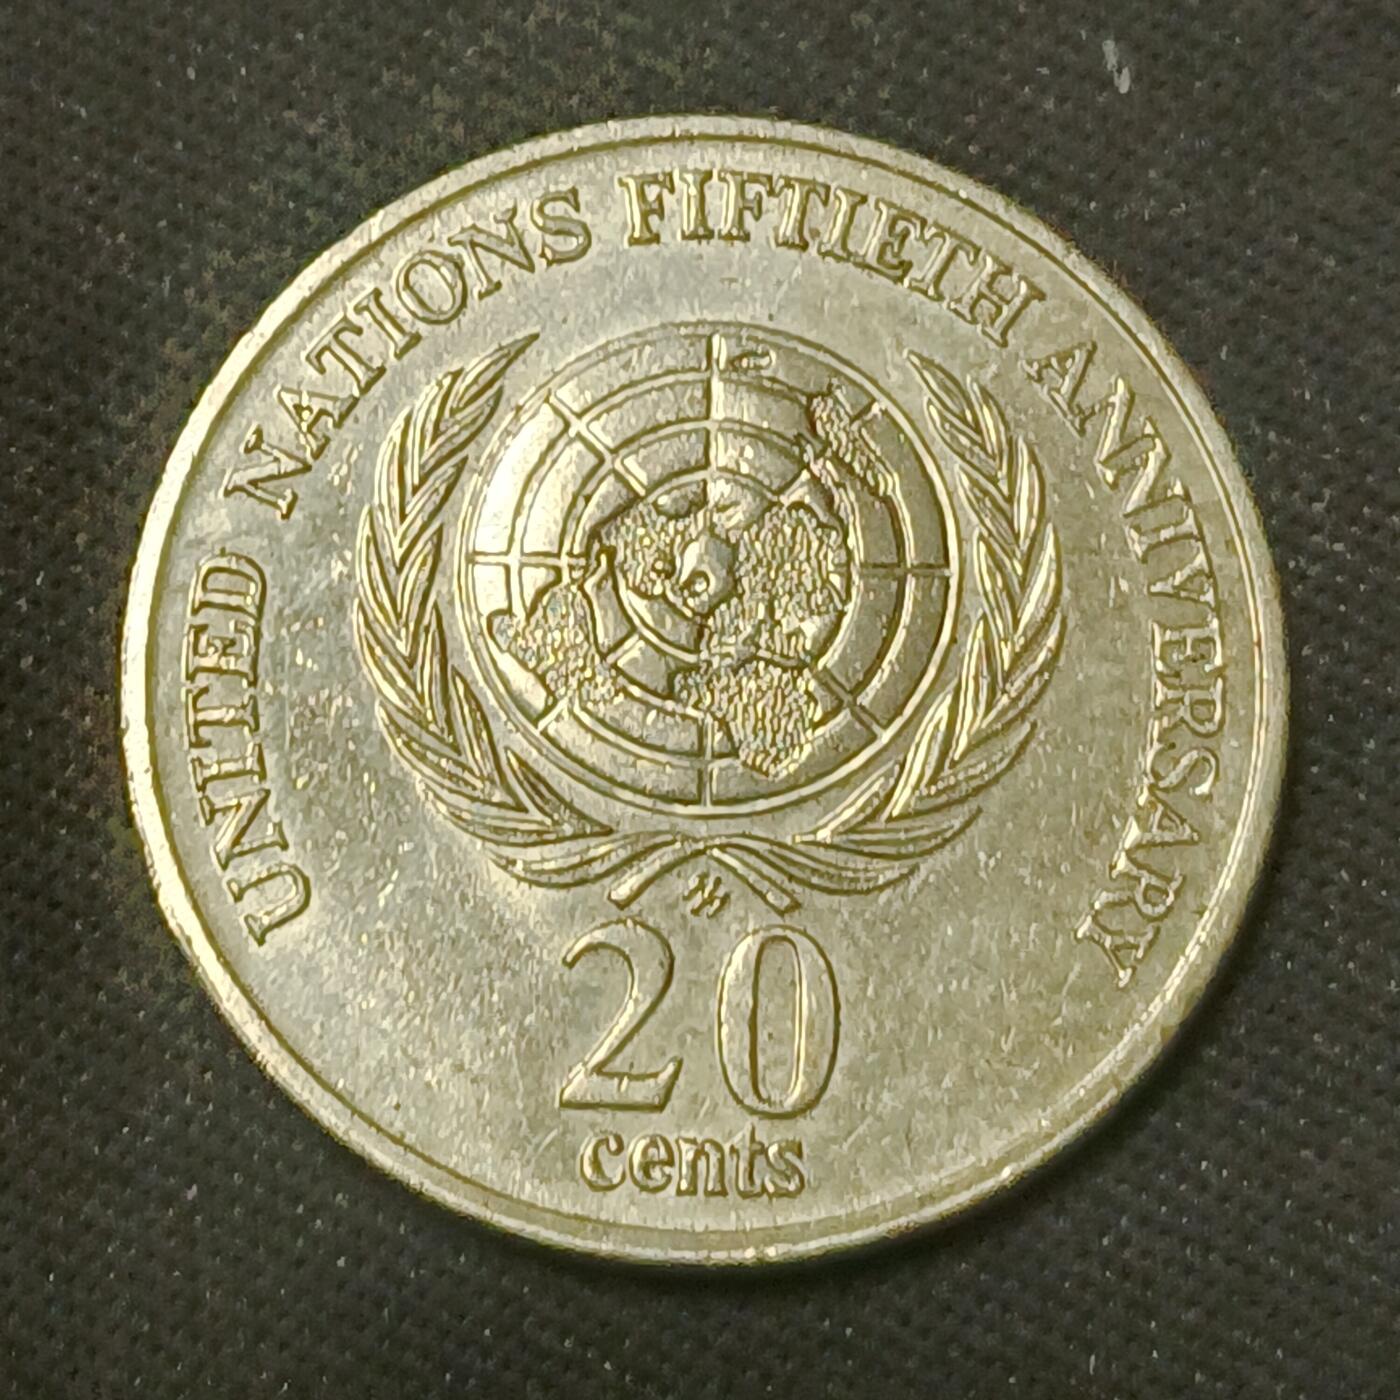 UNITED NATIONS FIFTIETH ANNIVERSARY
20
cents